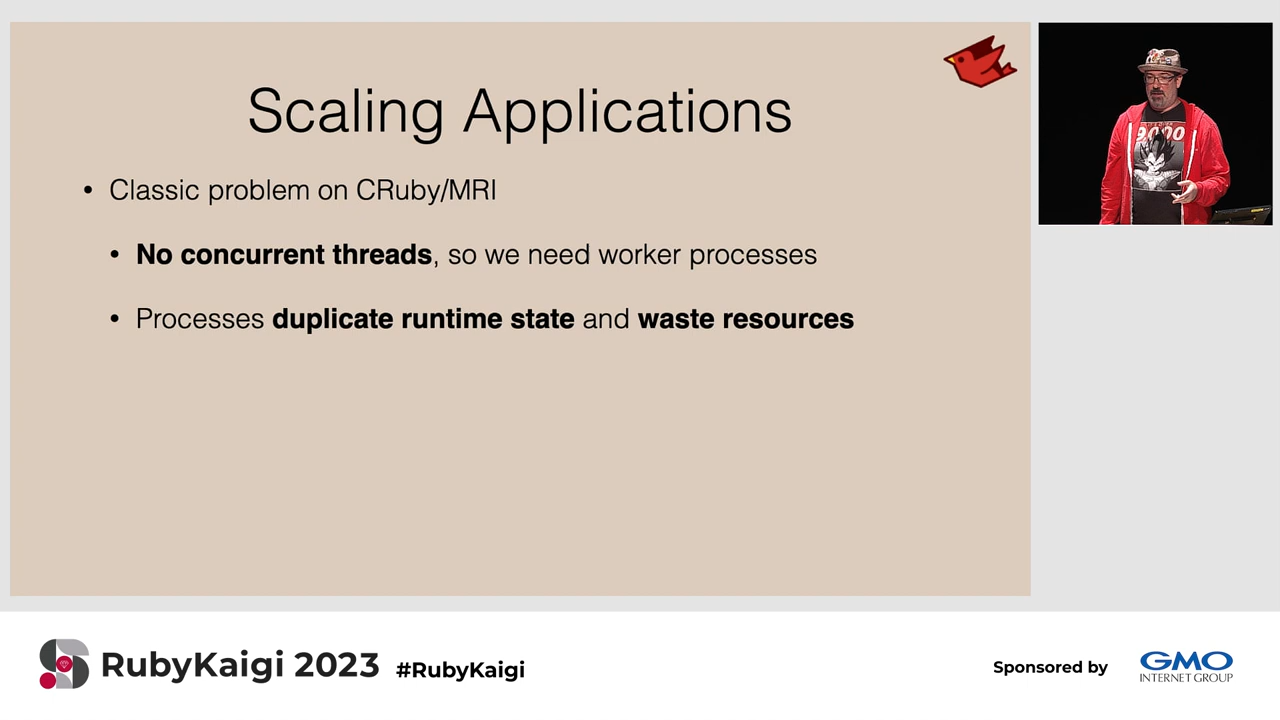 Scaling Applications
• Classic problem on CRuby/MRI
• No concurrent threads, so we need worker processes
• Processes duplicate runtime state and waste resources
9000
RubyKaigi 2023 #RubyKaigi
Sponsored by
GMO
INTERNET GROUP